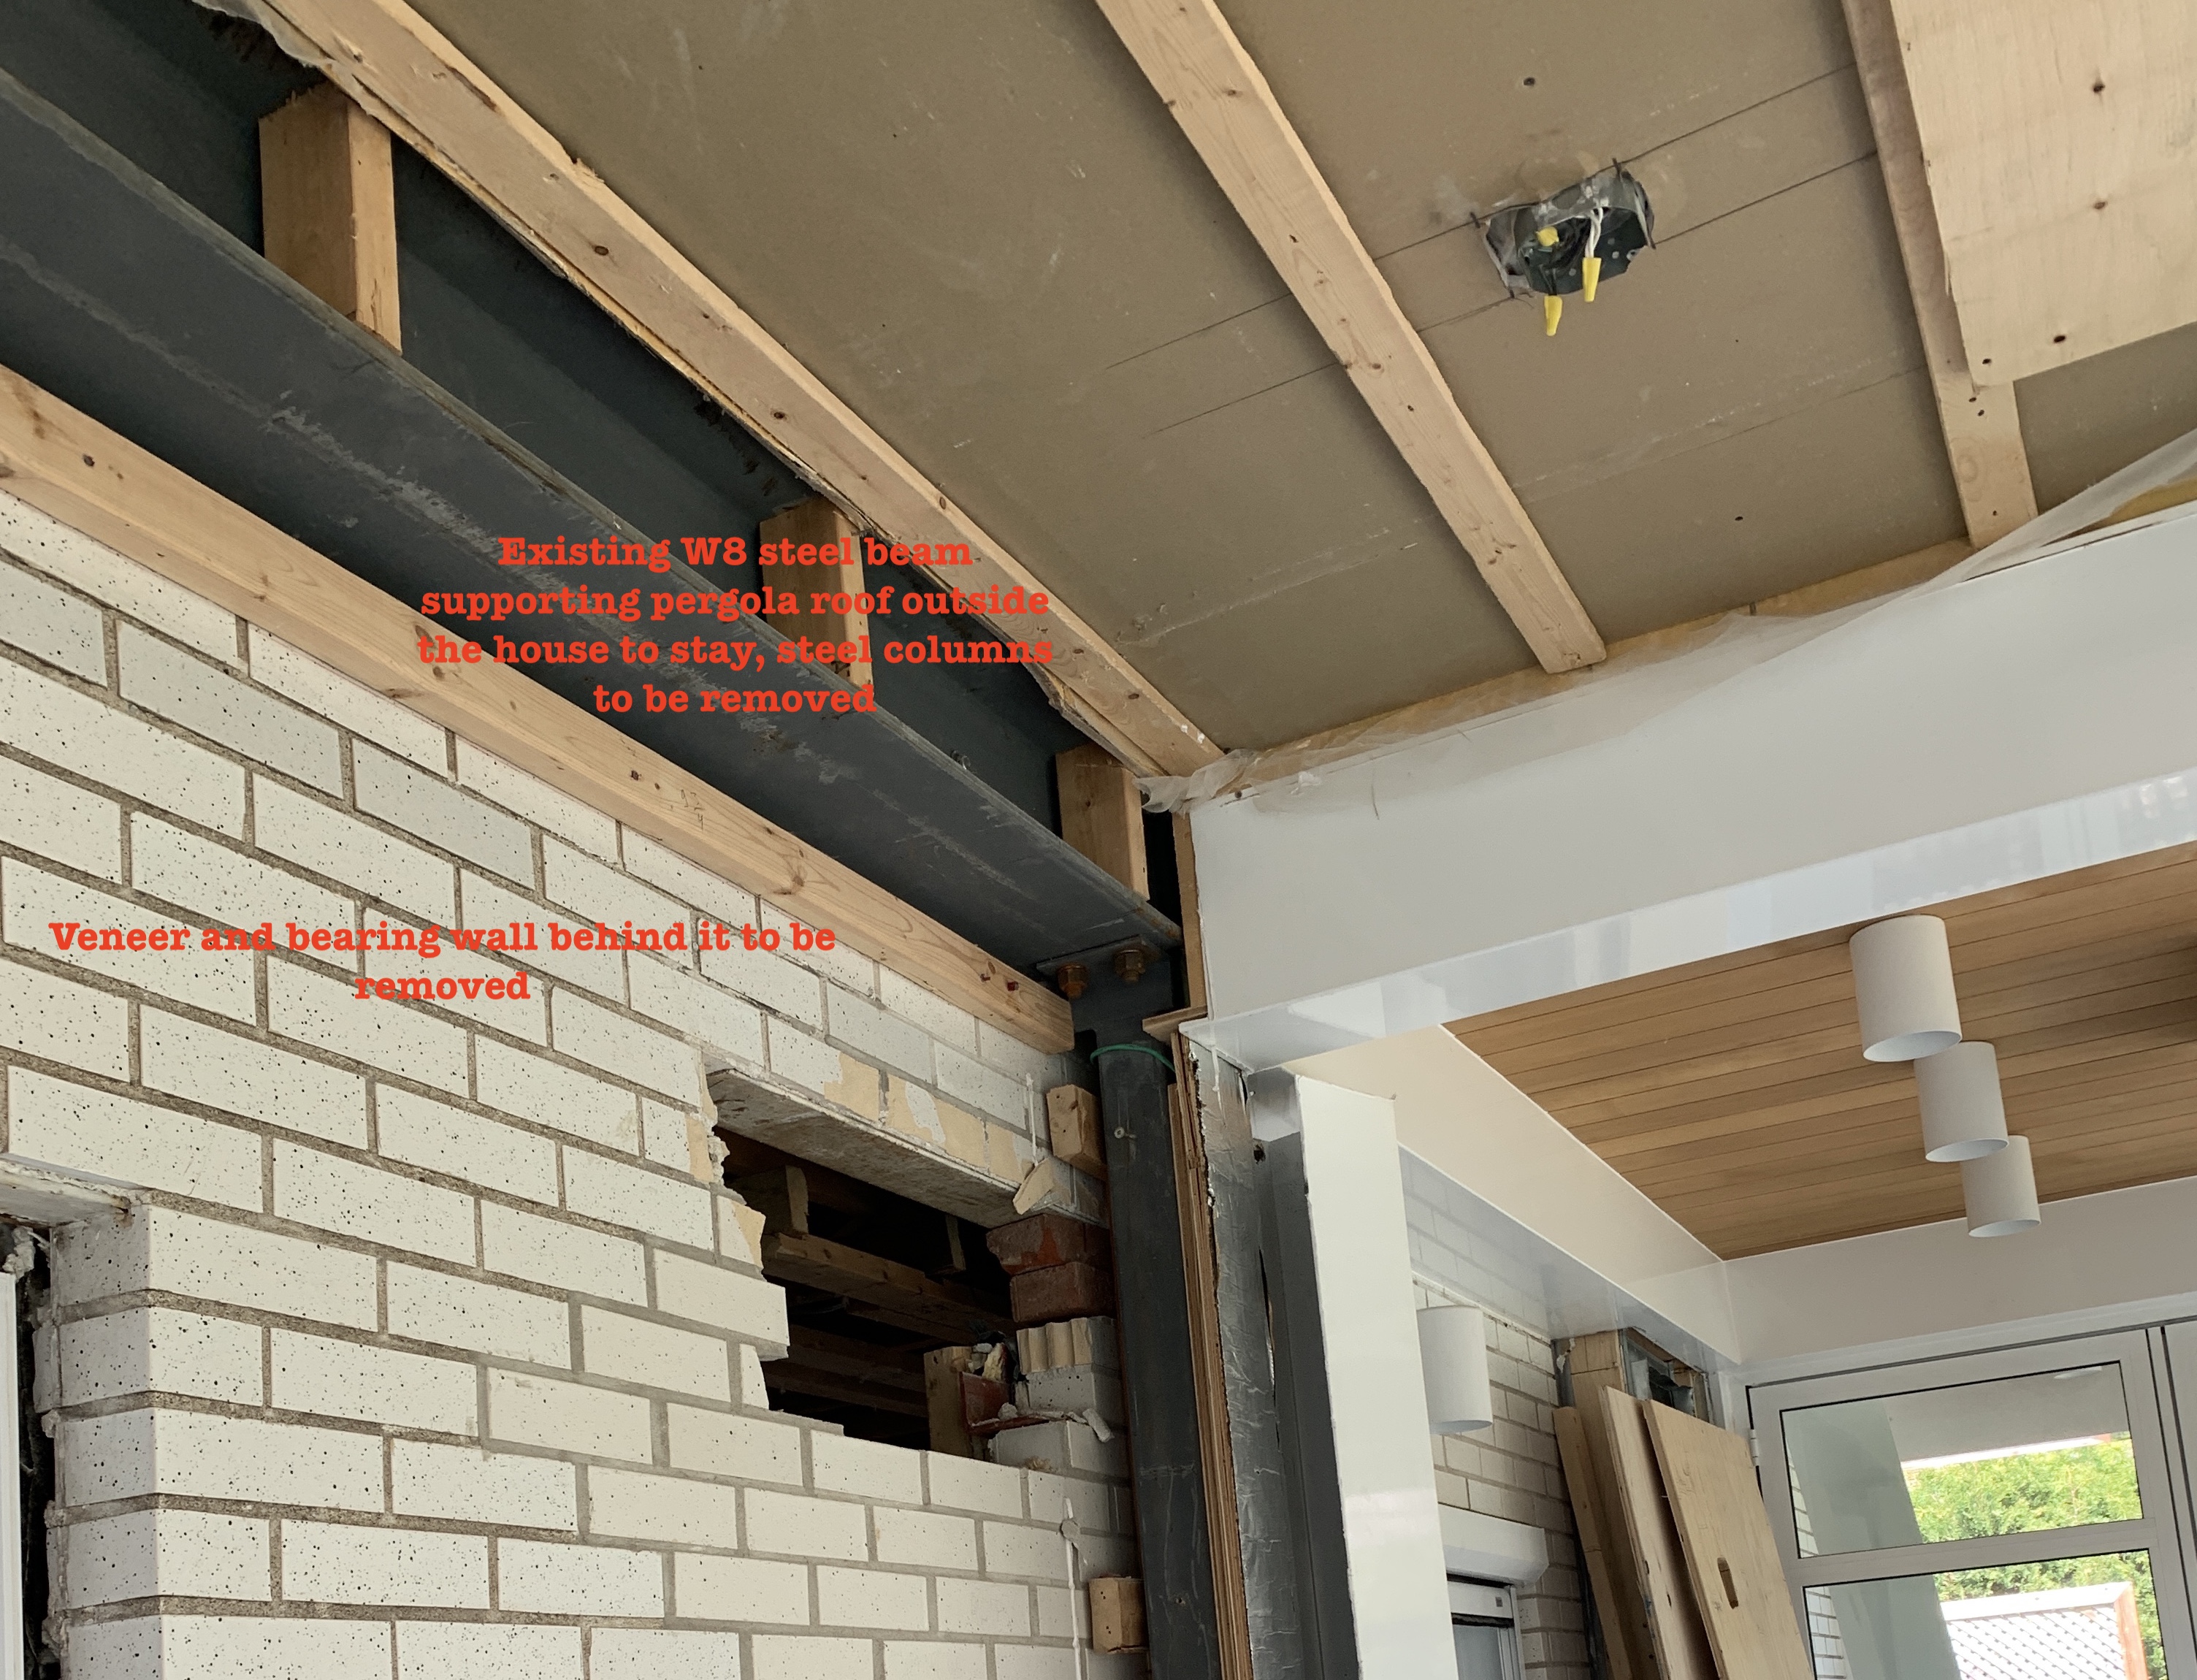 Existing W8 steel beam
supporting pergola roof outside
the house to stay, steel columns
to be removed
Veneer and bearing wall behind it to be
removed